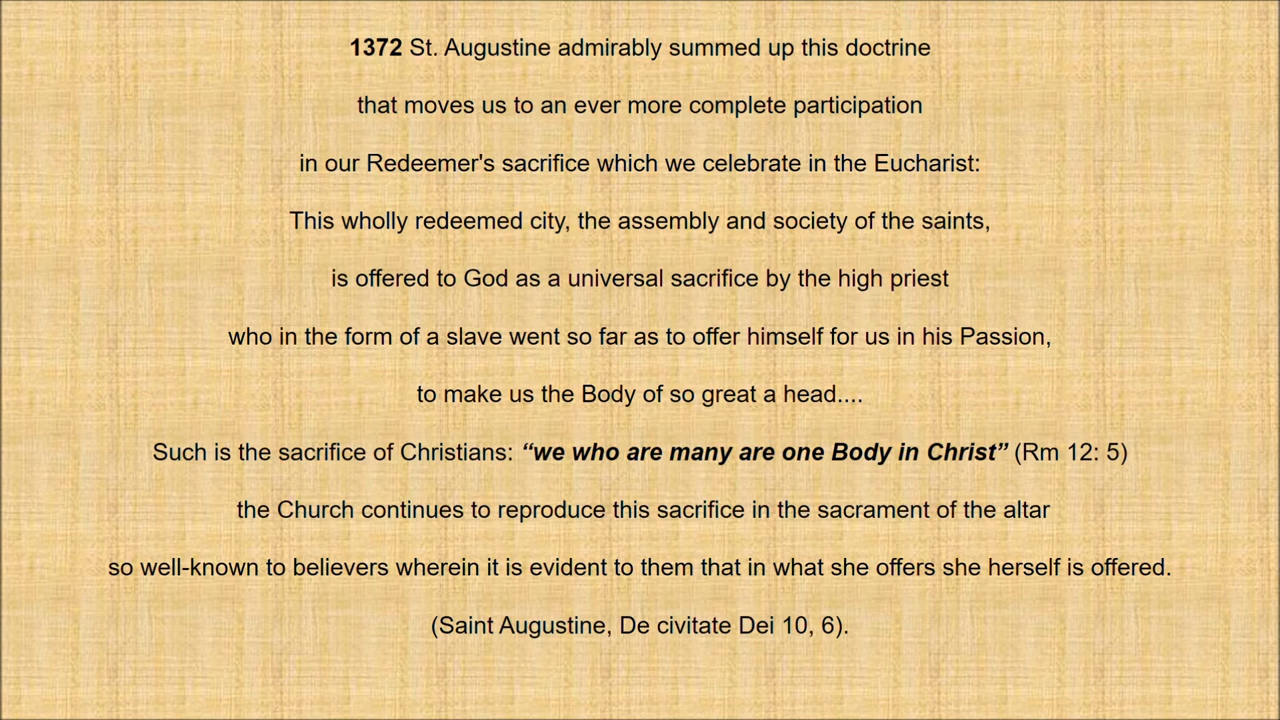 1372 St. Augustine admirably summed up this doctrine
that moves us to an ever more complete participation
in our Redeemer's sacrifice which we celebrate in the Eucharist:
This wholly redeemed city, the assembly and society of the saints,
is offered to God as a universal sacrifice by the high priest
who in the form of a slave went so far as to offer himself for us in his Passion,
to make us the Body of so great a head....
Such is the sacrifice of Christians: “we who are many are one Body in Christ” (Rm 12: 5)
the Church continues to reproduce this sacrifice in the sacrament of the altar
so well-known to believers wherein it is evident to them that in what she offers she herself is offered.
(Saint Augustine, De civitate Dei 10, 6).